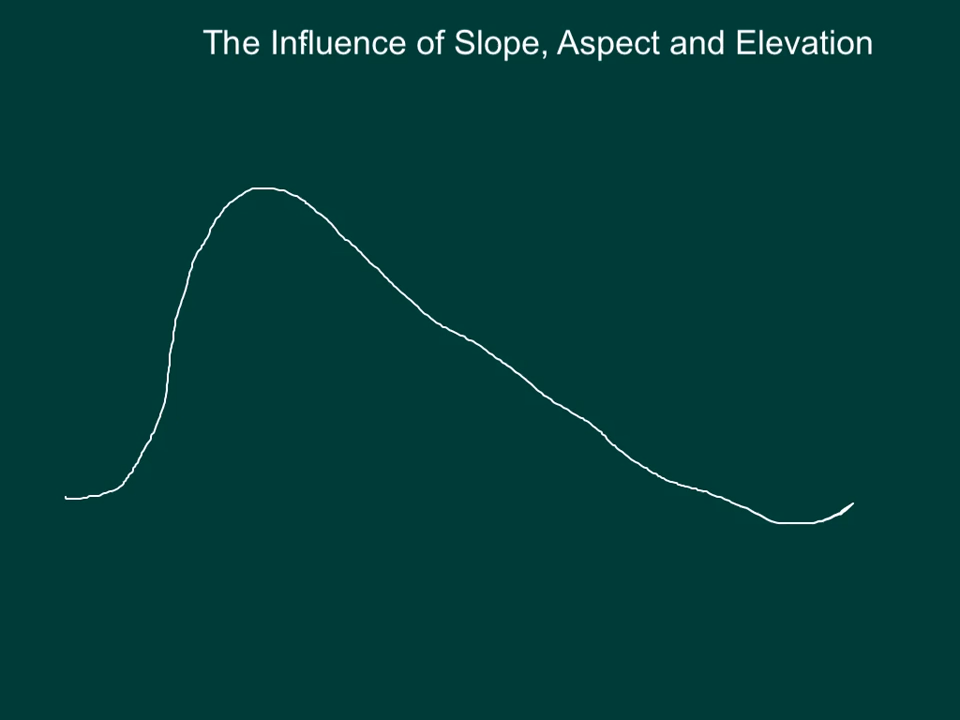 The Influence of Slope, Aspect and Elevation